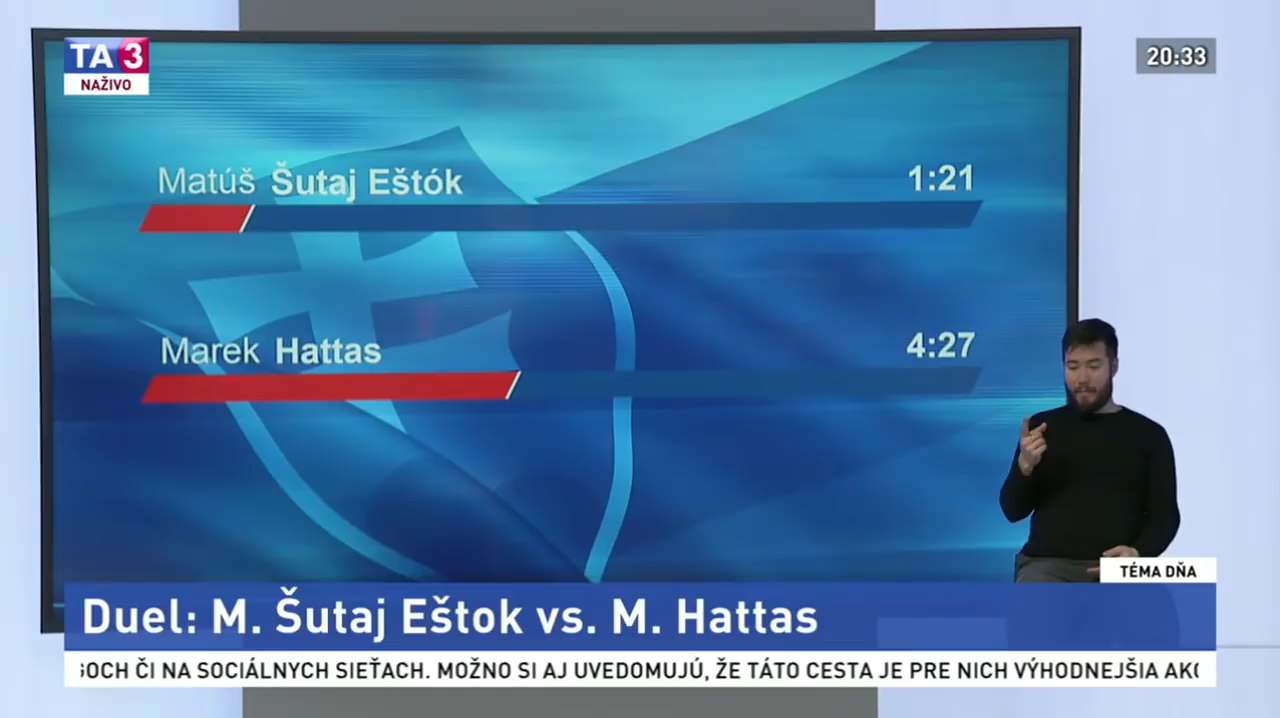 TA3
NAŽIVO
20:33
Matúš Šutaj Eštók 1:21
Marek Hattas 4:27
TÉMA DŇA
Duel: M. Šutaj Eštok vs. M. Hattas
OCH ČI NA SOCIÁLNYCH SIEŤACH. MOŽNO SI AJ UVEDOMUJÚ, ŽE TÁTO CESTA JE PRE NICH VÝHODNEJŠIA AKO